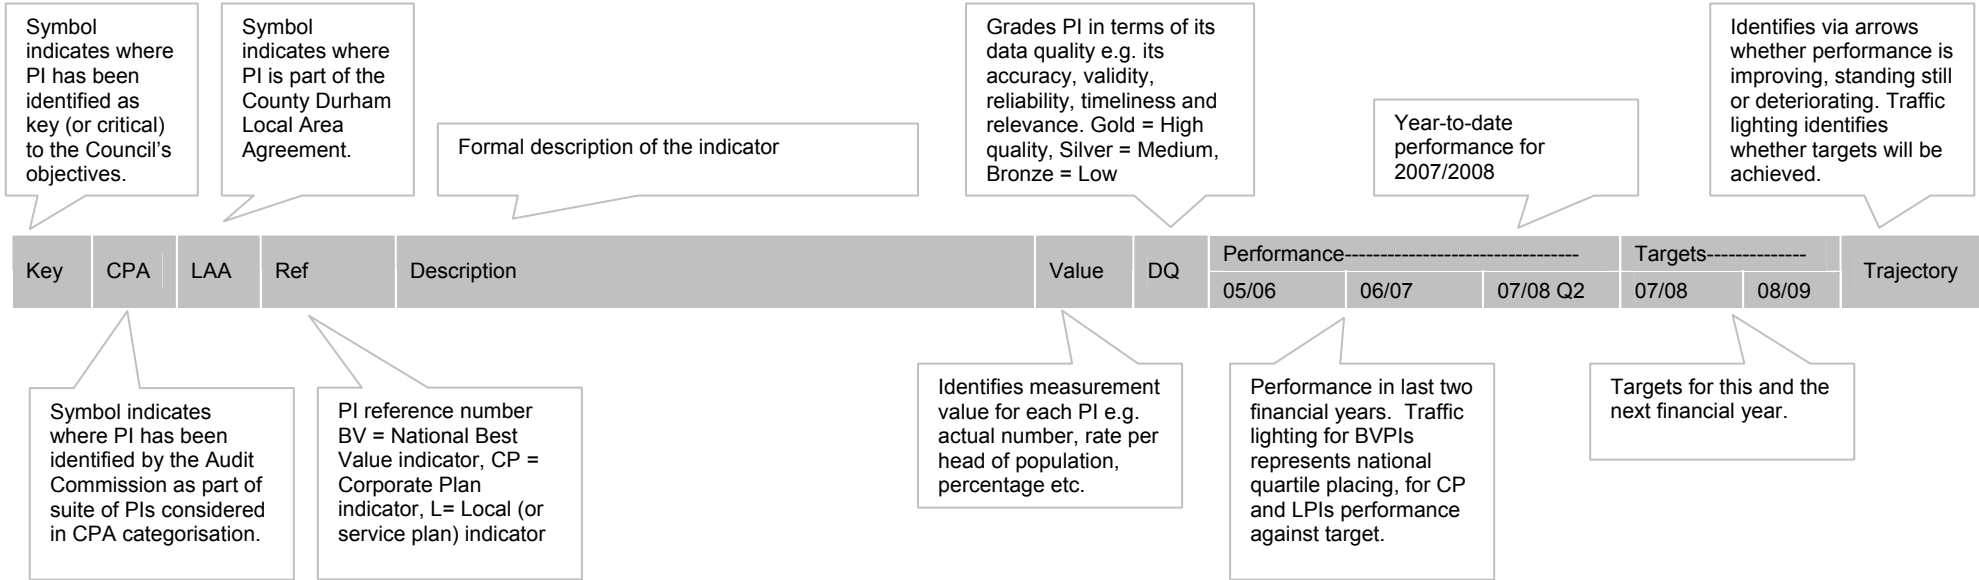 Symbol
indicates where
PI has been
identified as
key (or critical)
to the Council's
objectives.
Symbol
indicates where
PI is part of the
County Durham
Local Area
Agreement.
Formal description of the indicator
Grades PI in terms of its
data quality e.g. its
accuracy, validity,
reliability, timeliness and
relevance. Gold = High
quality, Silver = Medium,
Bronze = Low
Year-to-date
performance for
2007/2008
Identifies via arrows
whether performance is
improving, standing still
or deteriorating. Traffic
lighting identifies
whether targets will be
achieved.
Key CPA LAA Ref Description Value DQ Performance--------------------------------- Targets-------------- Trajectory
05/06 06/07 07/08 Q2 07/08 08/09
Symbol indicates
where PI has been
identified by the Audit
Commission as part of
suite of PIs considered
in CPA categorisation.
PI reference number
BV = National Best
Value indicator, CP =
Corporate Plan
indicator, L= Local (or
service plan) indicator
Identifies measurement
value for each PI e.g.
actual number, rate per
head of population,
percentage etc.
Performance in last two
financial years.  Traffic
lighting for BVPIs
represents national
quartile placing, for CP
and LPIs performance
against target.
Targets for this and the
next financial year.